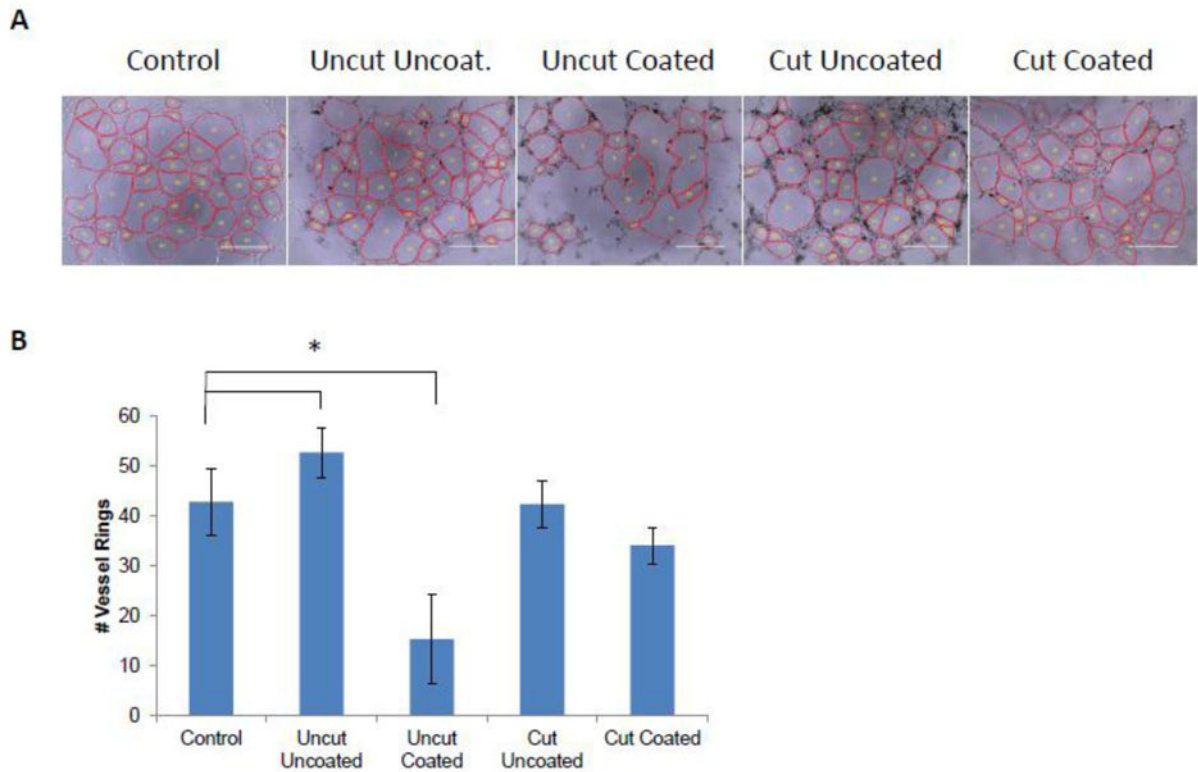 A
Control Uncut Uncoat. Uncut Coated Cut Uncoated Cut Coated
B
*
# Vessel Rings
60
50
40
30
20
10
0
Control Uncut Uncut Cut Cut Coated
Uncoated Coated Uncoated